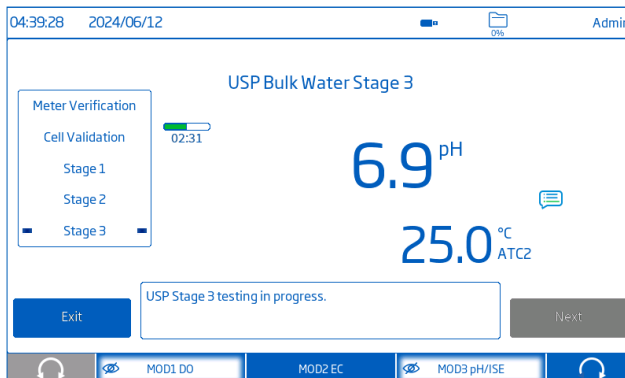 04:39:28 2024/06/12 0% Admin
USP Bulk Water Stage 3
Meter Verification
Cell Validation
Stage 1
Stage 2
Stage 3
02:31
6.9 pH
25.0 °C
ATC2
USP Stage 3 testing in progress.
Exit
Next
MOD1 DO MOD2 EC MOD3 pH/ISE